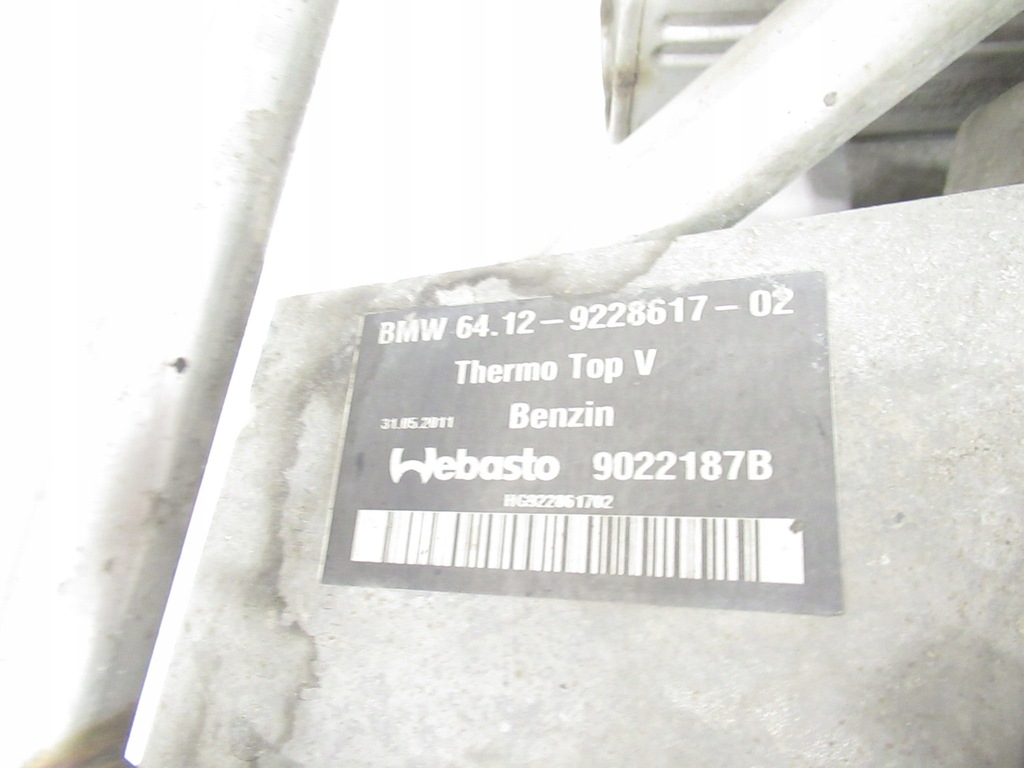 BMW 64.12-9228617-02
Thermo Top V
31.05.2011 Benzin
Webasto 9022187B
HG922861702